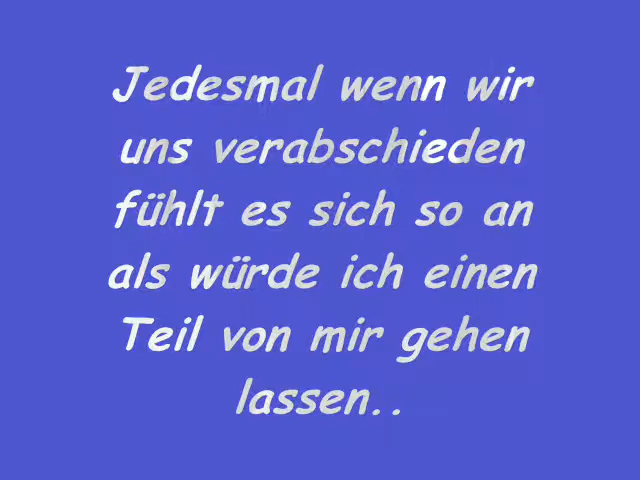 Jedesmal wenn wir
uns verabschieden
fühlt es sich so an
als würde ich einen
Teil von mir gehen
lassen..